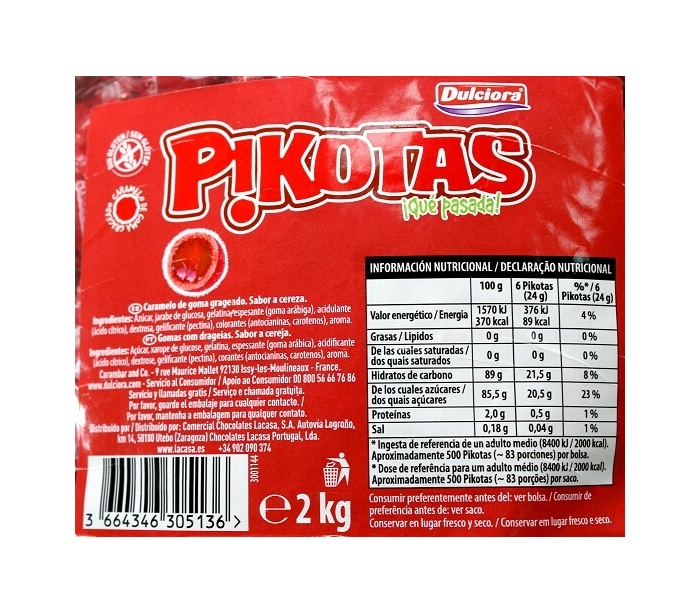 Dulciora
SIN GLUTEN / SEM GLÚTEN
PIKOTAS
¡Qué pasada!
CARAMELO DE GOMA GRAGEADO
ES Caramelo de goma grageado. Sabor a cereza.
Ingredientes: Azúcar, jarabe de glucosa, gelatina, espesante (goma arábiga), acidulante
(ácido cítrico), dextrosa, gelificante (pectina), colorantes (antocianinas, carotenos), aroma.
PT Gomas com drageias. Sabor a cereja.
Ingredientes: Açúcar, xarope de glucose, gelatina, espessante (goma arábica), acidificante
(ácido cítrico), dextrose, gelificante (pectina), corantes (antocianinas, carotenos), aroma.
Carambar and Co. - 9 rue Maurice Mallet 92130 Issy-les-Moulineaux - France.
www.dulciora.com - Servicio al Consumidor / Apoio ao Consumidor 00 800 56 66 76 86
Servicio y llamadas gratis / Serviço e chamada gratuita.
Por favor, guarde el embalaje para cualquier contacto. /
Por favor, mantenha a embalagem para qualquer contato.
Distribuido por / Distribuído por: Comercial Chocolates Lacasa, S.A. Autovía Logroño,
km 14, 50180 Utebo (Zaragoza) Chocolates Lacasa Portugal, Lda.
www.lacasa.es +34 902 090 374
3001144
3 664346 305136 >
e 2 kg
INFORMACIÓN NUTRICIONAL / DECLARAÇÃO NUTRICIONAL
100 g 6 Pikotas (24 g) %* / 6 Pikotas (24 g)
Valor energético / Energia 1570 kJ 370 kcal 376 kJ 89 kcal 4 %
Grasas / Lipidos 0 g 0 g 0 %
De las cuales saturadas / dos quais saturados 0 g 0 g 0 %
Hidratos de carbono 89 g 21,5 g 8 %
De los cuales azúcares / dos quais açúcares 85,5 g 20,5 g 23 %
Proteínas 2,0 g 0,5 g 1 %
Sal 0,18 g 0,04 g 1 %
* Ingesta de referencia de un adulto medio (8400 kJ / 2000 kcal).
Aproximadamente 500 Pikotas (~ 83 porciones) por bolsa.
* Dose de referência para um adulto médio (8400 kJ / 2000 kcal).
Aproximadamente 500 Pikotas (~ 83 porções) por saco.
Consumir preferentemente antes del: ver bolsa. / Consumir de
preferência antes de: ver saco.
Conservar en lugar fresco y seco. / Conservar em lugar fresco e seco.